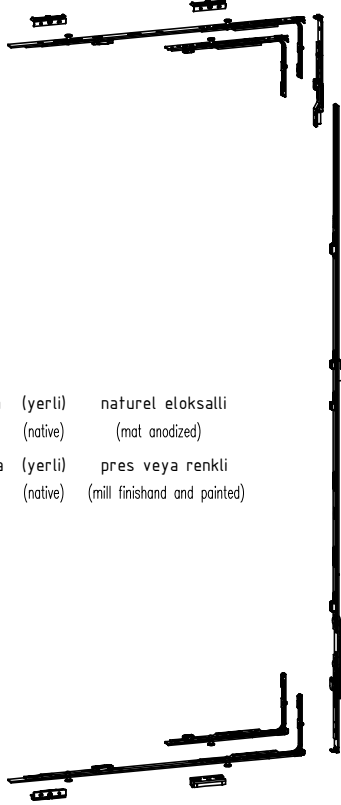 (yerli) naturel eloksalli
(native) (mat anodized)
a (yerli) pres veya renkli
(native) (mill finishand and painted)